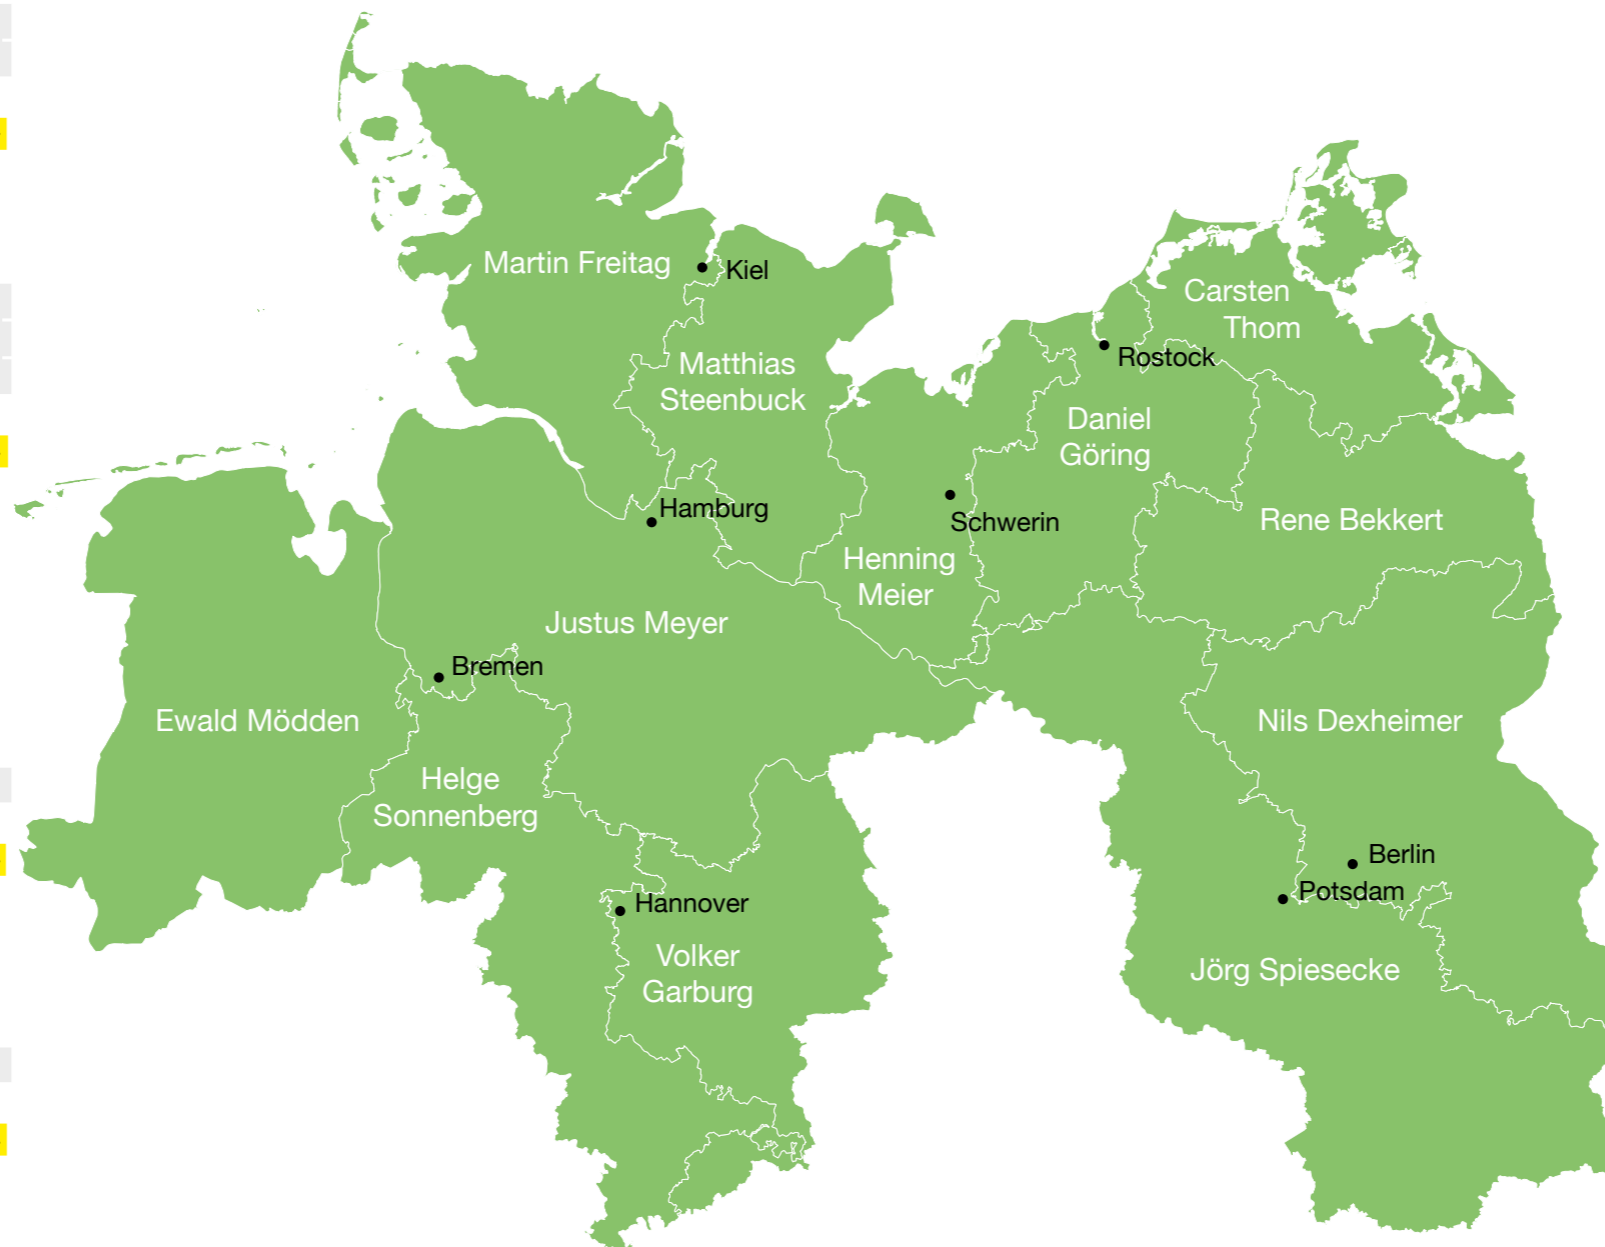 Martin Freitag
Kiel
Carsten
Thom
Rostock
Matthias
Steenbuck
Daniel
Göring
Hamburg
Schwerin
Rene Bekkert
Henning
Meier
Justus Meyer
Bremen
Ewald Mödden
Nils Dexheimer
Helge
Sonnenberg
Berlin
Potsdam
Hannover
Volker
Garburg
Jörg Spiesecke